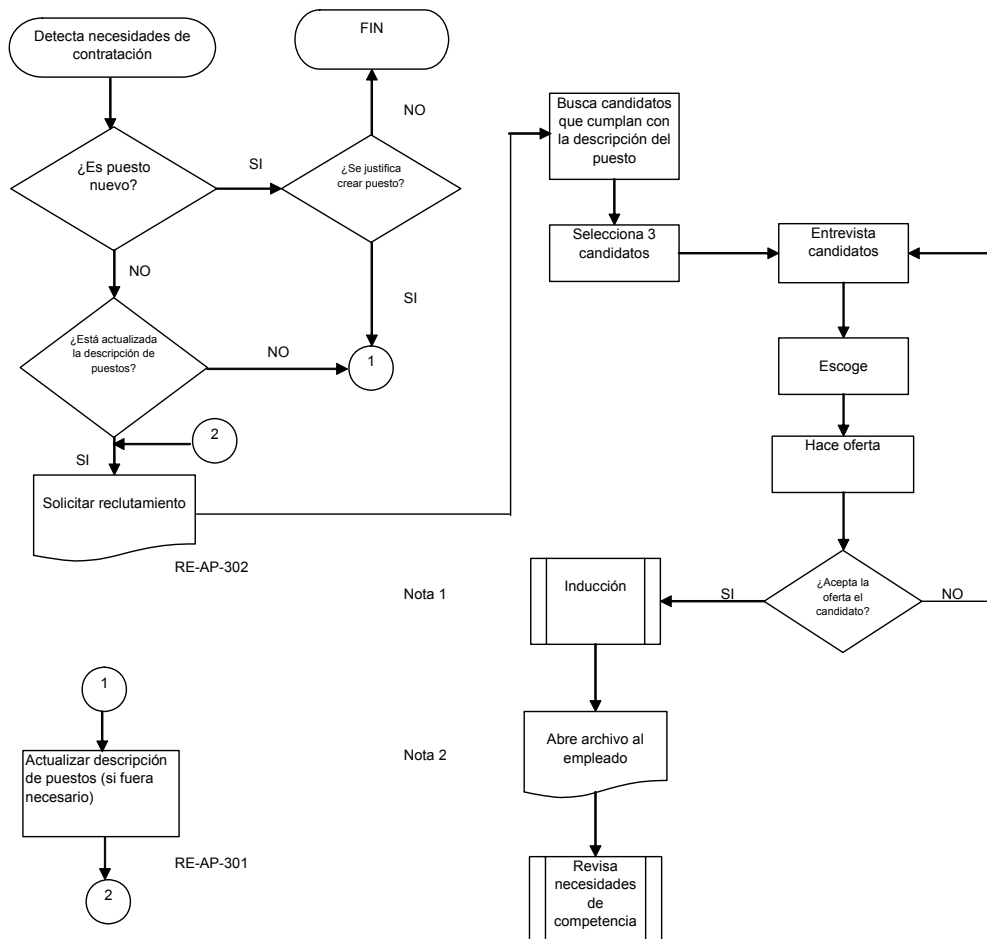 Detecta necesidades de
contratación
FIN
NO
¿Es puesto
nuevo?
SI
¿Se justifica
crear puesto?
NO
SI
¿Está actualizada
la descripción de
puestos?
NO
1
2
SI
Solicitar reclutamiento
RE-AP-302
1
Actualizar descripción
de puestos (si fuera
necesario)
RE-AP-301
2
Busca candidatos
que cumplan con
la descripción del
puesto
Selecciona 3
candidatos
Entrevista
candidatos
Escoge
Hace oferta
¿Acepta la
oferta el
candidato?
SI
NO
Nota 1
Inducción
Nota 2
Abre archivo al
empleado
Revisa
necesidades
de
competencia